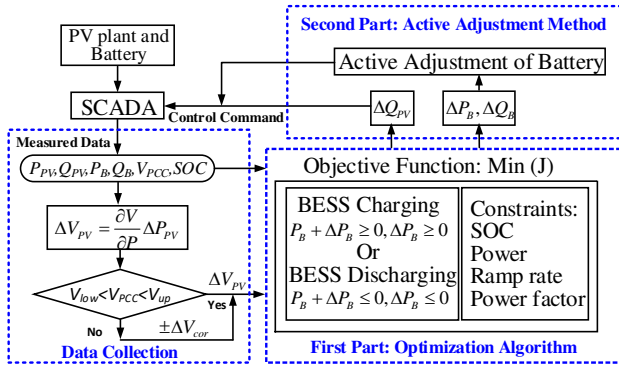 PV plant and
Battery
SCADA
Control Command
Second Part: Active Adjustment Method
Active Adjustment of Battery
ΔQ_PV
ΔP_B, ΔQ_B
Measured Data
P_PV,Q_PV,P_B,Q_B,V_PCC,SOC
ΔV_PV = ∂V/∂P ΔP_PV
V_low<V_PCC<V_up
ΔV_PV
Yes
No
±ΔV_cor
Data Collection
Objective Function: Min (J)
BESS Charging
P_B + ΔP_B ≥ 0, ΔP_B ≥ 0
Or
BESS Discharging
P_B + ΔP_B ≤ 0, ΔP_B ≤ 0
Constraints:
SOC
Power
Ramp rate
Power factor
First Part: Optimization Algorithm